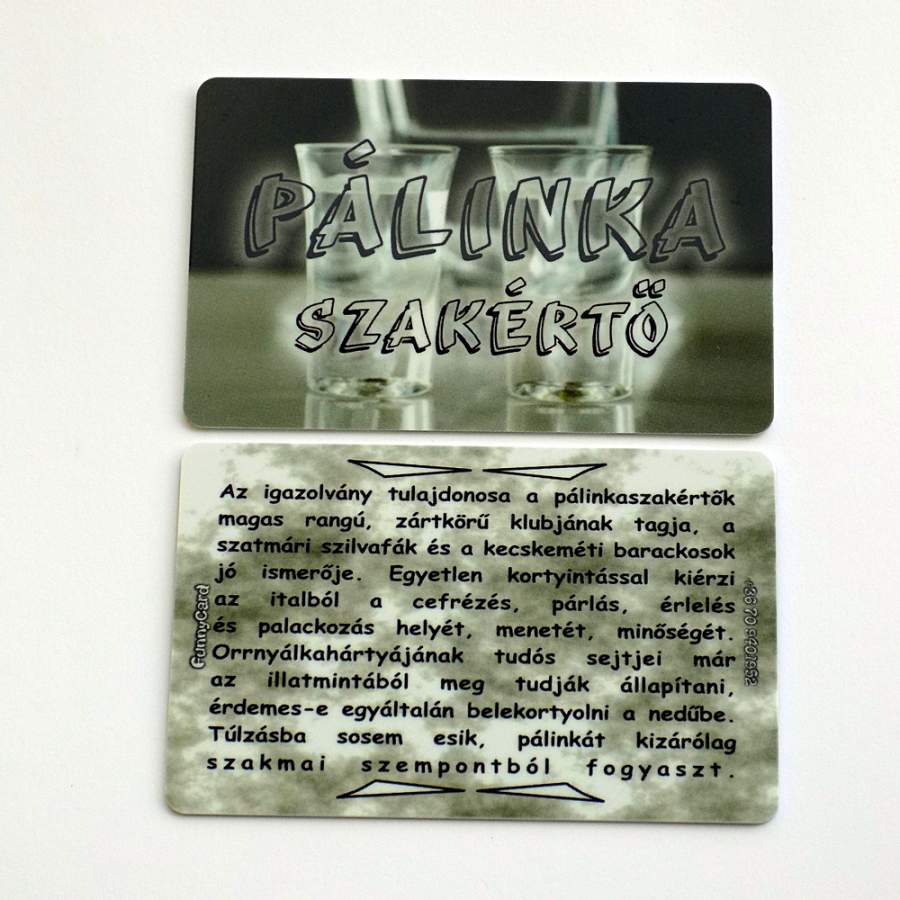 PÁLINKA
SZAKÉRTÖ
Az igazolvány tulajdonosa a pálinkaszakértők
magas rangú, zártkörű klubjának tagja, a
szatmári szilvafák és a kecskeméti barackosok
jó ismerője. Egyetlen kortyintással kiérzi
az italból a cefrézés, párlás, érlelés
és palackozás helyét, menetét, minőségét.
Orrnyálkahártyájának tudós sejtjei már
az illatmintából meg tudják állapítani,
érdemes-e egyáltalán belekortyolni a nedűbe.
Túlzásba sosem esik, pálinkát kizárólag
szakmai szempontból fogyaszt.
FunnyCard